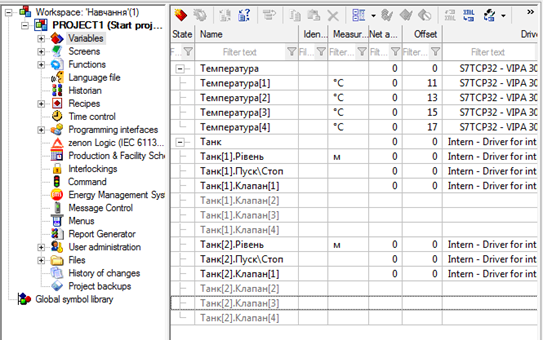 Workspace: 'Навчання'(1)
PROJECT1 (Start proj...
Variables
Screens
Functions
Language file
Historian
Recipes
Time control
Programming interfaces
zenon Logic (IEC 6113...
Production & Facility Sche
Interlockings
Command
Energy Management Sys
Message Control
Menus
Report Generator
User administration
Files
History of changes
Project backups
Global symbol library
XML XML »
State Name Iden... Measur... Net a... Offset Drive
F... Filter text Filter... Filter... F... Filter... Filter text
Температура 0 0 S7TCP32 - VIPA 30
Температура[1] °C 0 11 S7TCP32 - VIPA 30
Температура[2] °C 0 13 S7TCP32 - VIPA 30
Температура[3] °C 0 15 S7TCP32 - VIPA 30
Температура[4] °C 0 17 S7TCP32 - VIPA 30
Танк 0 0 Intern - Driver for int
Танк[1].Рівень м 0 0 Intern - Driver for int
Танк[1].Пуск\Стоп 0 0 Intern - Driver for int
Танк[1].Клапан[1] 0 0 Intern - Driver for int
Танк[1].Клапан[2]
Танк[1].Клапан[3]
Танк[1].Клапан[4]
Танк[2].Рівень м 0 0 Intern - Driver for int
Танк[2].Пуск\Стоп 0 0 Intern - Driver for int
Танк[2].Клапан[1] 0 0 Intern - Driver for int
Танк[2].Клапан[2]
Танк[2].Клапан[3]
Танк[2].Клапан[4]